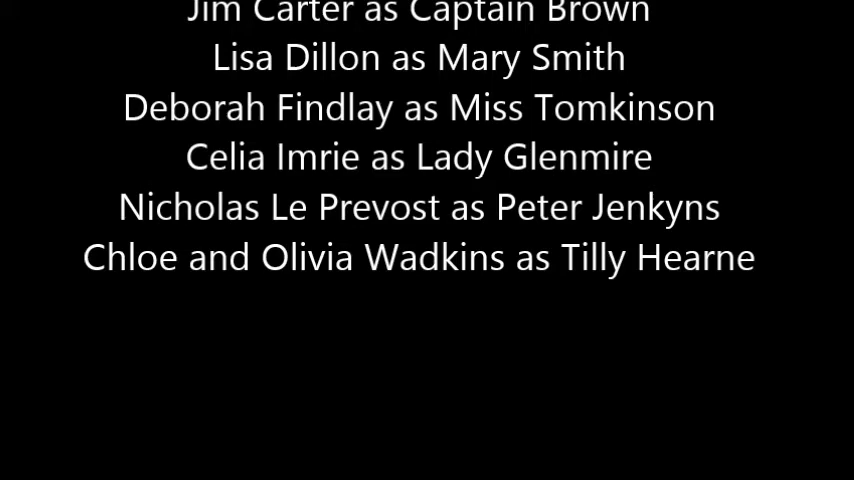 Jim Carter as Captain Brown
Lisa Dillon as Mary Smith
Deborah Findlay as Miss Tomkinson
Celia Imrie as Lady Glenmire
Nicholas Le Prevost as Peter Jenkyns
Chloe and Olivia Wadkins as Tilly Hearne